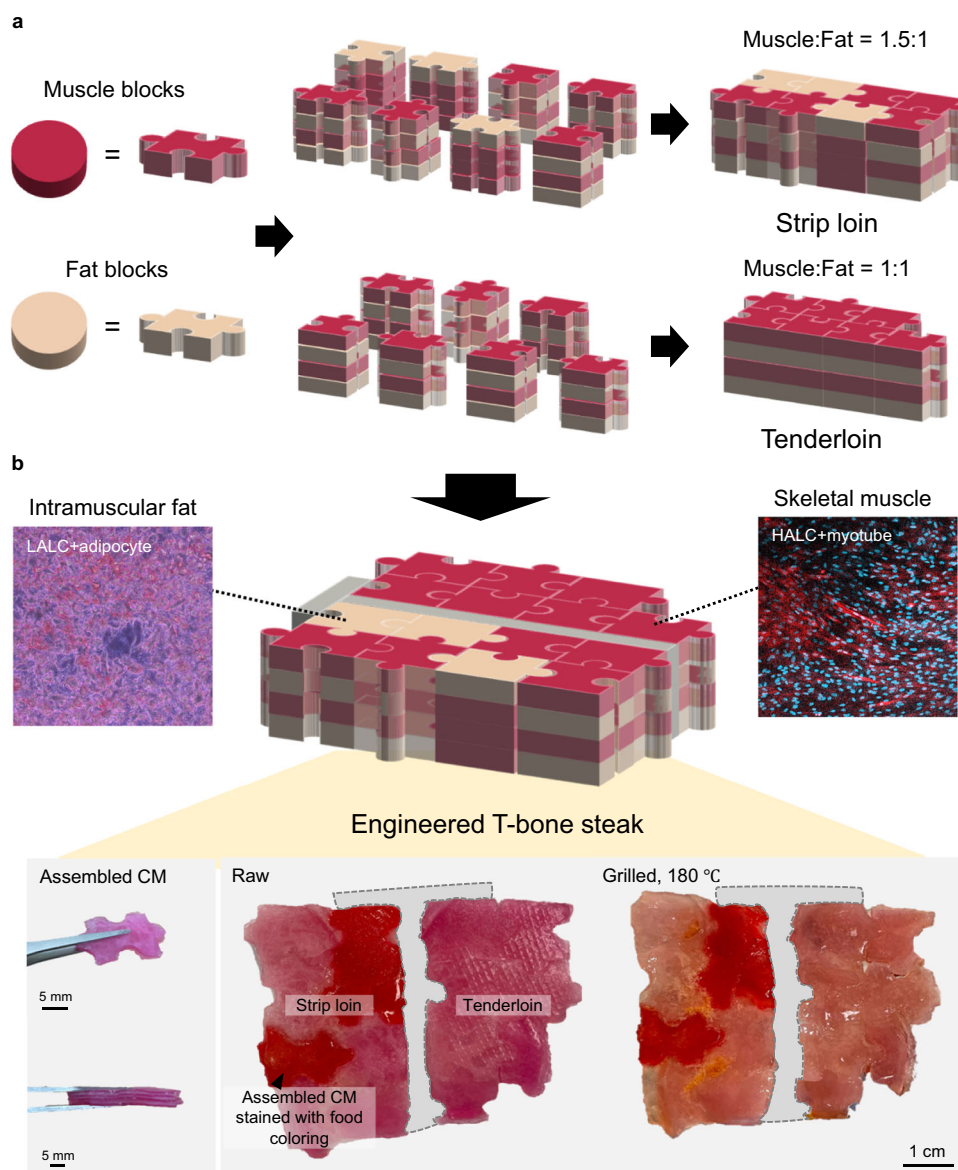 a
Muscle blocks
=
Fat blocks
=
Muscle:Fat = 1.5:1
Strip loin
Muscle:Fat = 1:1
Tenderloin
b
Intramuscular fat
LALC+adipocyte
Skeletal muscle
HALC+myotube
Engineered T-bone steak
Assembled CM
5 mm
5 mm
Raw
Strip loin
Tenderloin
Assembled CM
stained with food
coloring
Grilled, 180 ℃
1 cm